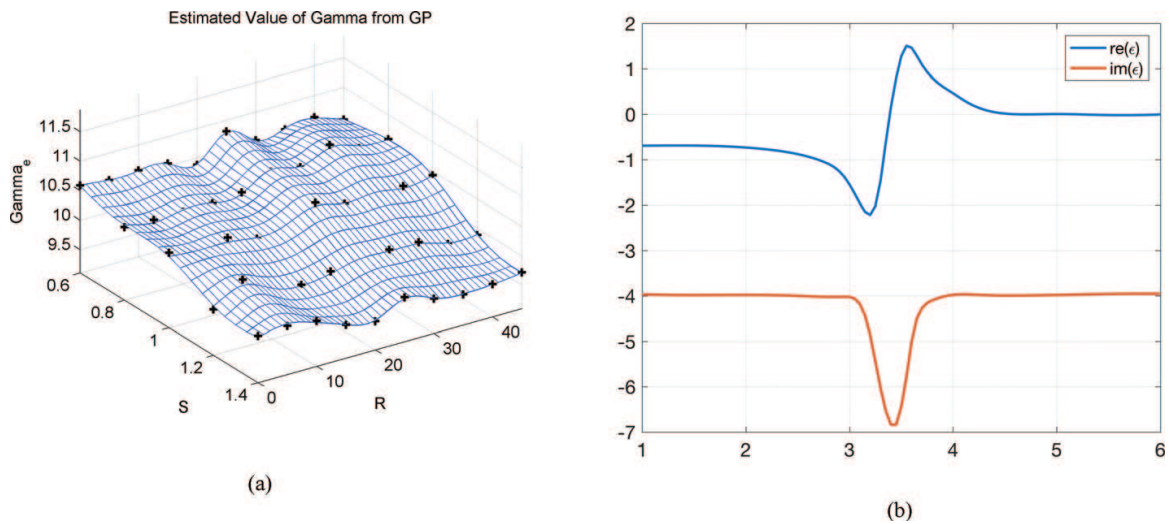 Estimated Value of Gamma from GP
11.5
11
10.5
10
9.5
Gamma_e
0.6
0.8
1
1.2
1.4
S
0
10
20
30
40
R
(a)
2
1
0
-1
-2
-3
-4
-5
-6
-7
1 2 3 4 5 6
re(ϵ)
im(ϵ)
(b)